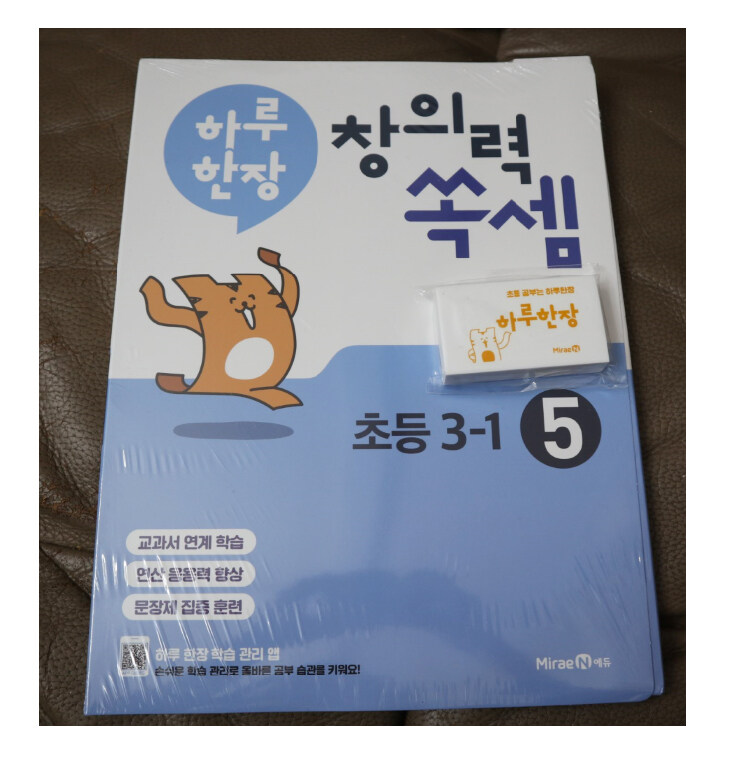 하루
한장
창의력
쏙셈
초등 공부는 하루한장
하루한장
Mirae N
초등 3-1 5
교과서 연계 학습
연산 응용력 향상
문장제 집중 훈련
하루 한장 학습 관리 앱
손쉬운 학습 관리로 올바른 공부 습관을 키워요!
Mirae N 에듀